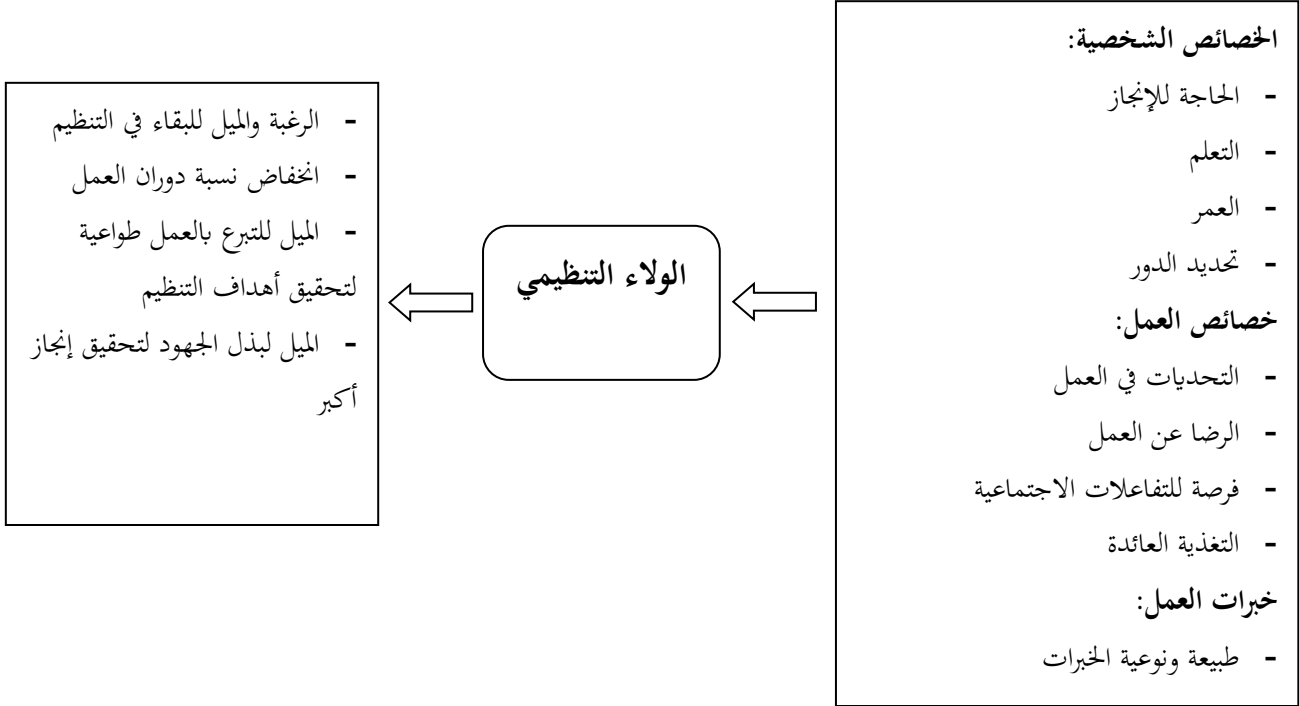 الخصائص الشخصية:
- الحاجة للإنجاز
- التعلم
- العمر
- تحديد الدور
خصائص العمل:
- التحديات في العمل
- الرضا عن العمل
- فرصة للتفاعلات الاجتماعية
- التغذية العائدة
خبرات العمل:
- طبيعة ونوعية الخبرات
الولاء التنظيمي
- الرغبة والميل للبقاء في التنظيم
- انخفاض نسبة دوران العمل
- الميل للتبرع بالعمل طواعية
لتحقيق أهداف التنظيم
- الميل لبذل الجهود لتحقيق إنجاز
أكبر